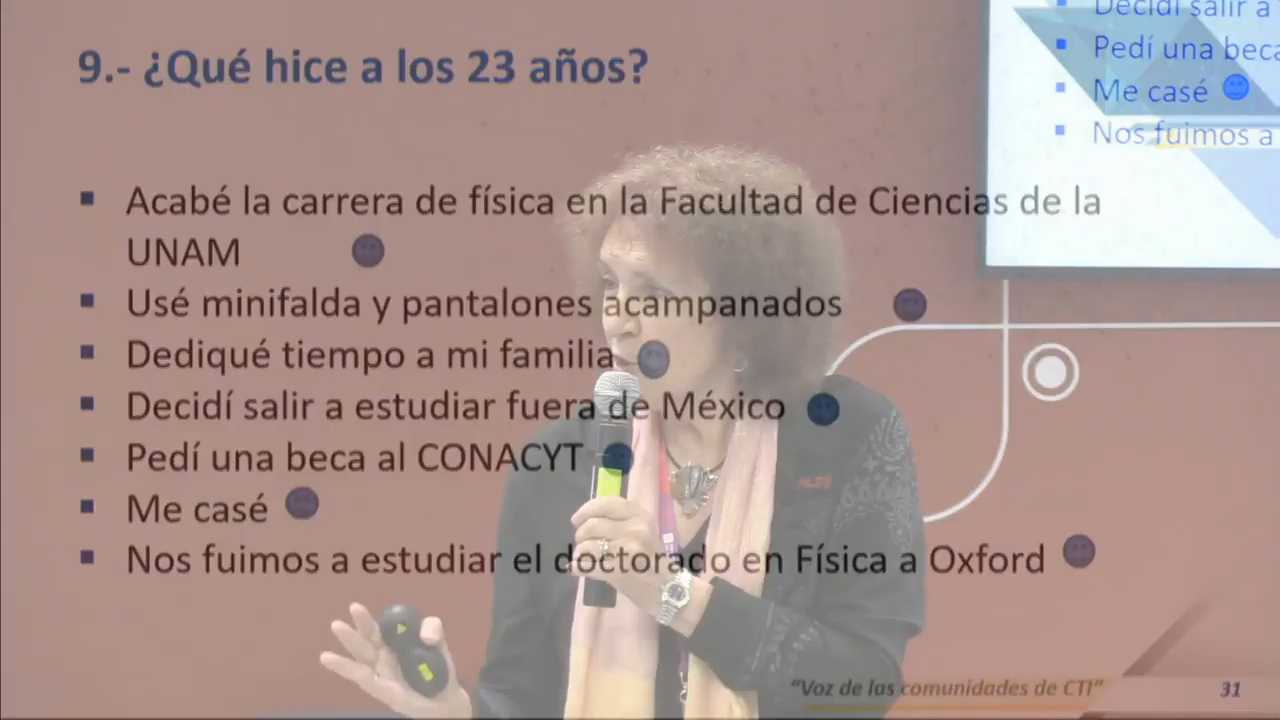 9.- ¿Qué hice a los 23 años?
Acabé la carrera de física en la Facultad de Ciencias de la
UNAM
Usé minifalda y pantalones acampanados
Dediqué tiempo a mi familia
Decidí salir a estudiar fuera de México
Pedí una beca al CONACYT
Me casé
Nos fuimos a estudiar el doctorado en Física a Oxford
Decidí salir a
Pedí una beca
Me casé
Nos fuimos a
"Voz de las comunidades de CTI"
31